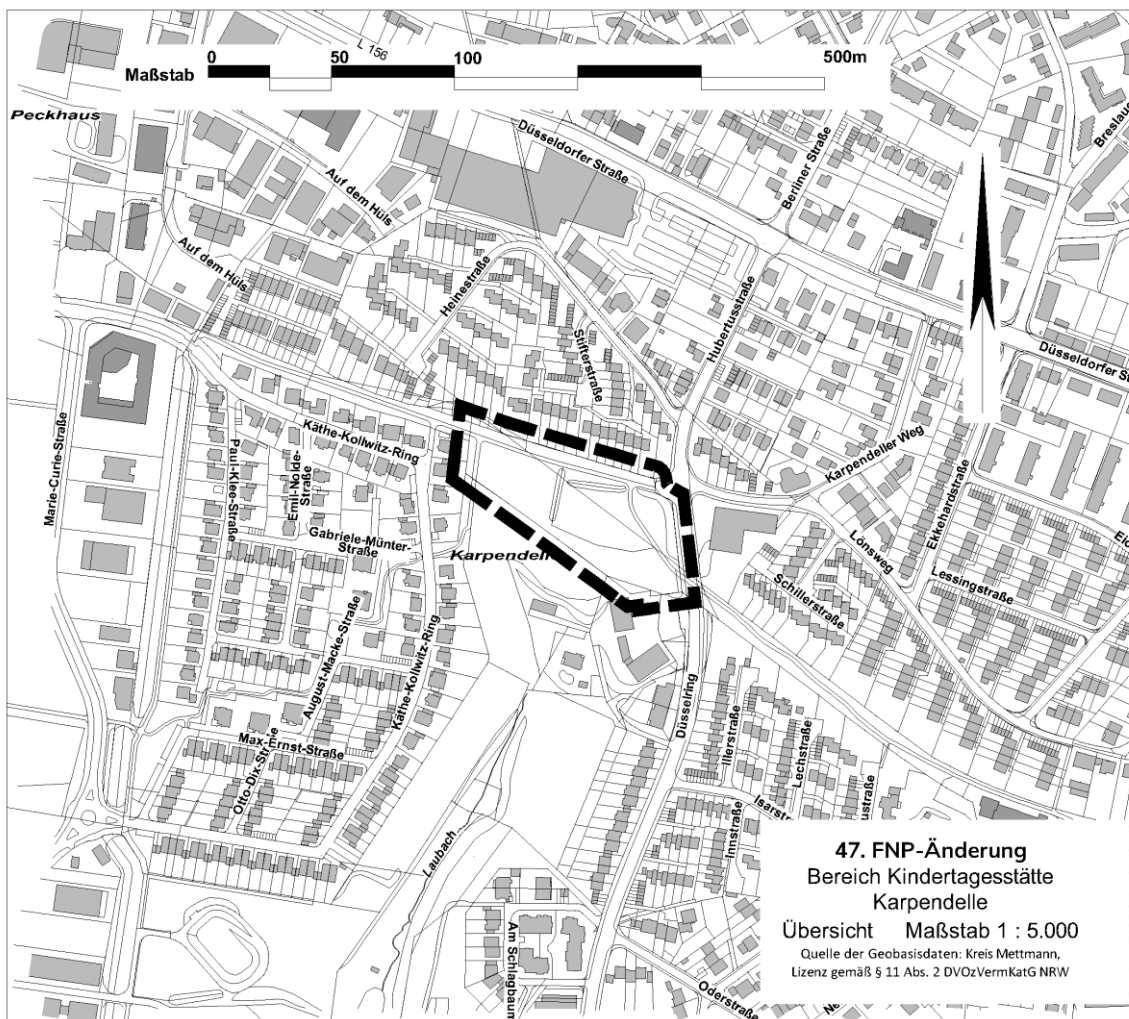 L 156
Maßstab
0 50 100 500m
Peckhaus
Düsseldorfer Straße
Berliner Straße
Auf dem Hüls
Auf dem Hüls
Heinestraße
Stifterstraße
Hubertusstraße
Düsseldorfer
Marie-Curie-Straße
Käthe-Kollwitz-Ring
Paul-Klee-Straße
Emil-Nolde-
Straße
Gabriele-Münter-
Straße
Karpendeller Weg
Ekkehardstraße
Lönsweg
Lessingstraße
Schillerstraße
August-Macke-Straße
Käthe-Kollwitz-Ring
Max-Ernst-Straße
Otto-Dix-Straße
Düsselring
Illerstraße
Lechstraße
Innstraße
Laubach
Am Schlagbaum
Oderstraße
47. FNP-Änderung
Bereich Kindertagesstätte
Karpendelle
Übersicht Maßstab 1 : 5.000
Quelle der Geobasisdaten: Kreis Mettmann,
Lizenz gemäß § 11 Abs. 2 DVOzVermKatG NRW